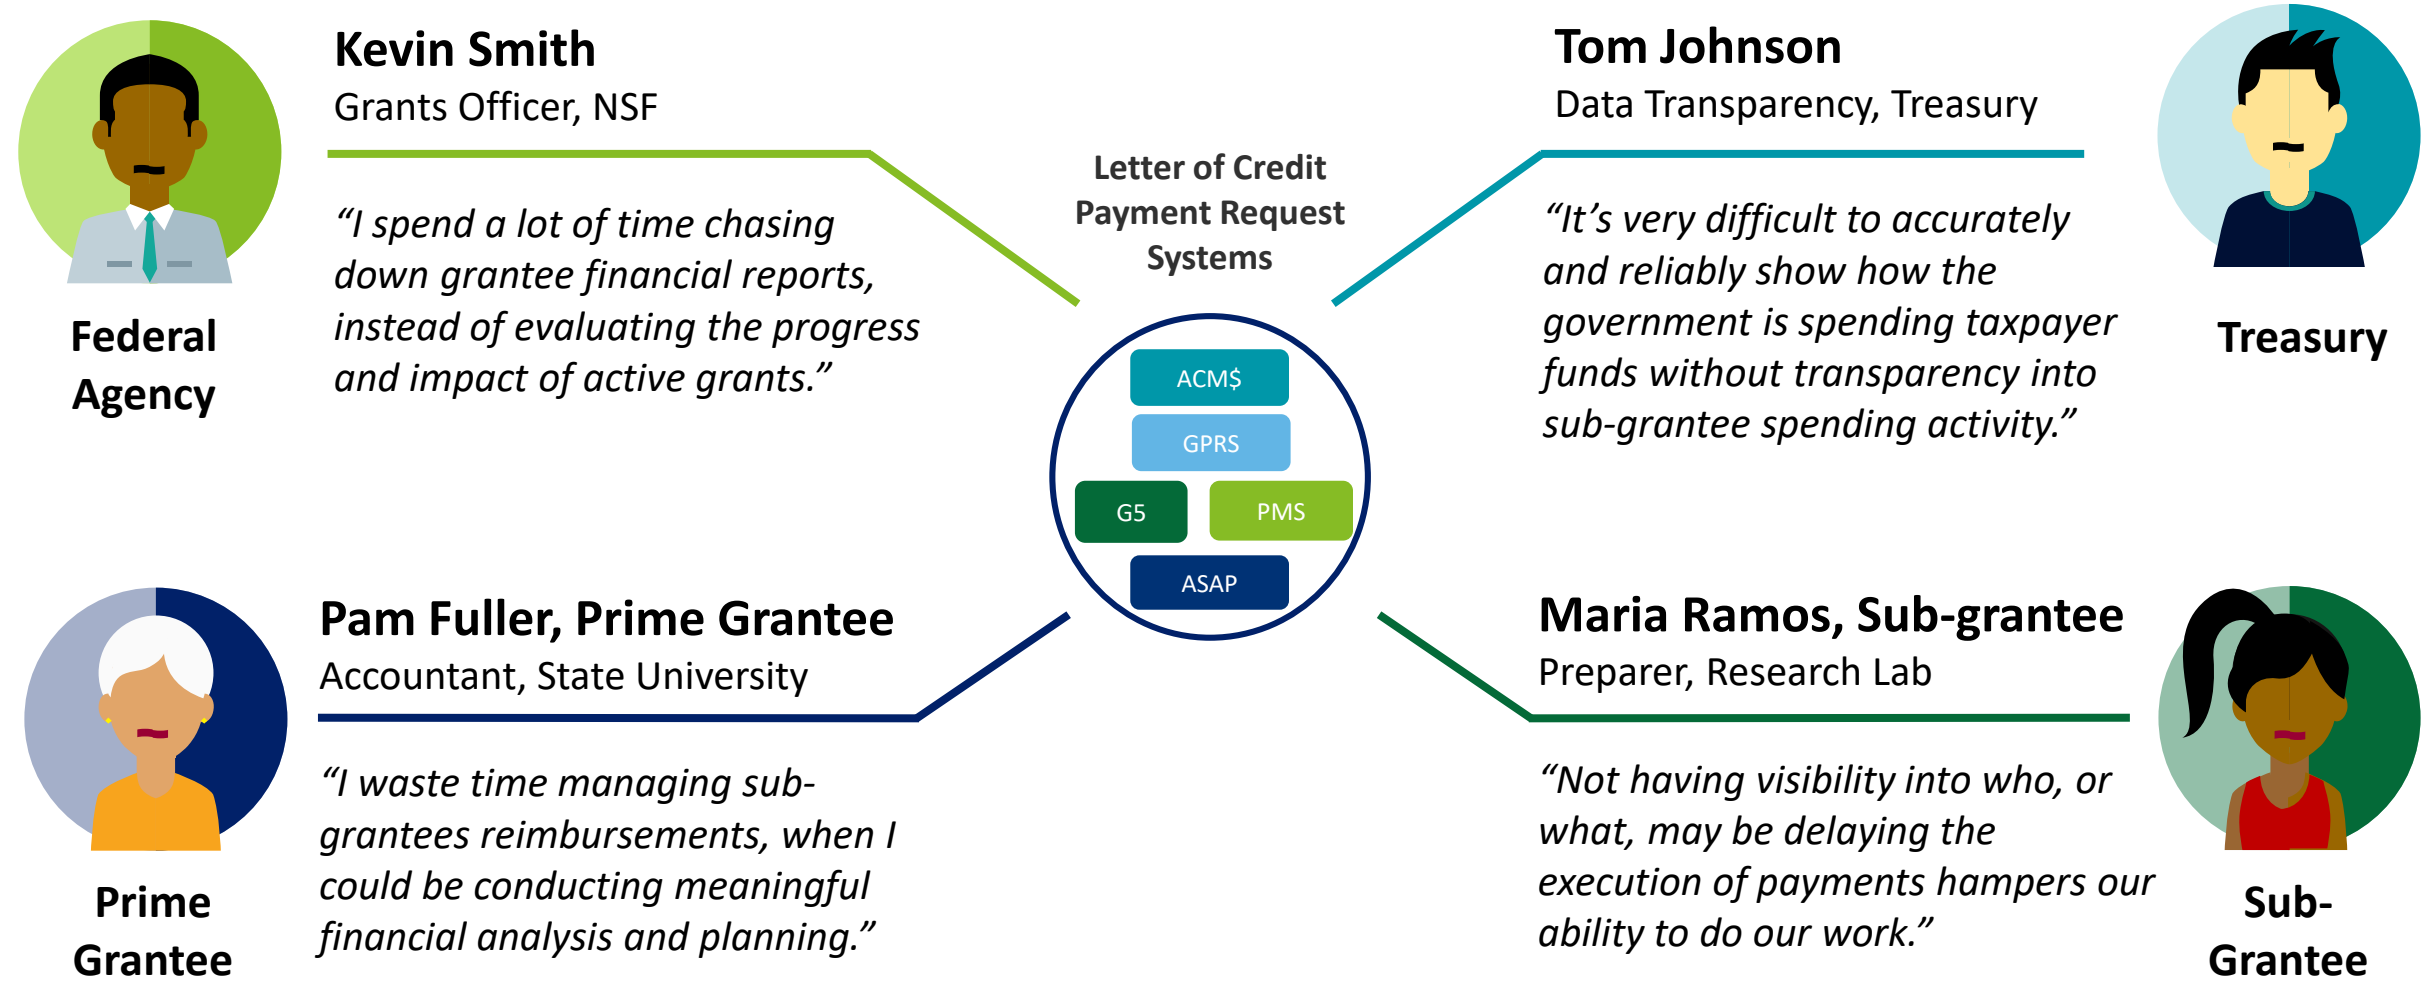 Kevin Smith
Grants Officer, NSF
“I spend a lot of time chasing
down grantee financial reports,
instead of evaluating the progress
and impact of active grants.”
Federal
Agency
Letter of Credit
Payment Request
Systems
ACM$
GPRS
G5
PMS
ASAP
Tom Johnson
Data Transparency, Treasury
“It’s very difficult to accurately
and reliably show how the
government is spending taxpayer
funds without transparency into
sub-grantee spending activity.”
Treasury
Pam Fuller, Prime Grantee
Accountant, State University
“I waste time managing sub-
grantees reimbursements, when I
could be conducting meaningful
financial analysis and planning.”
Prime
Grantee
Maria Ramos, Sub-grantee
Preparer, Research Lab
“Not having visibility into who, or
what, may be delaying the
execution of payments hampers our
ability to do our work.”
Sub-
Grantee